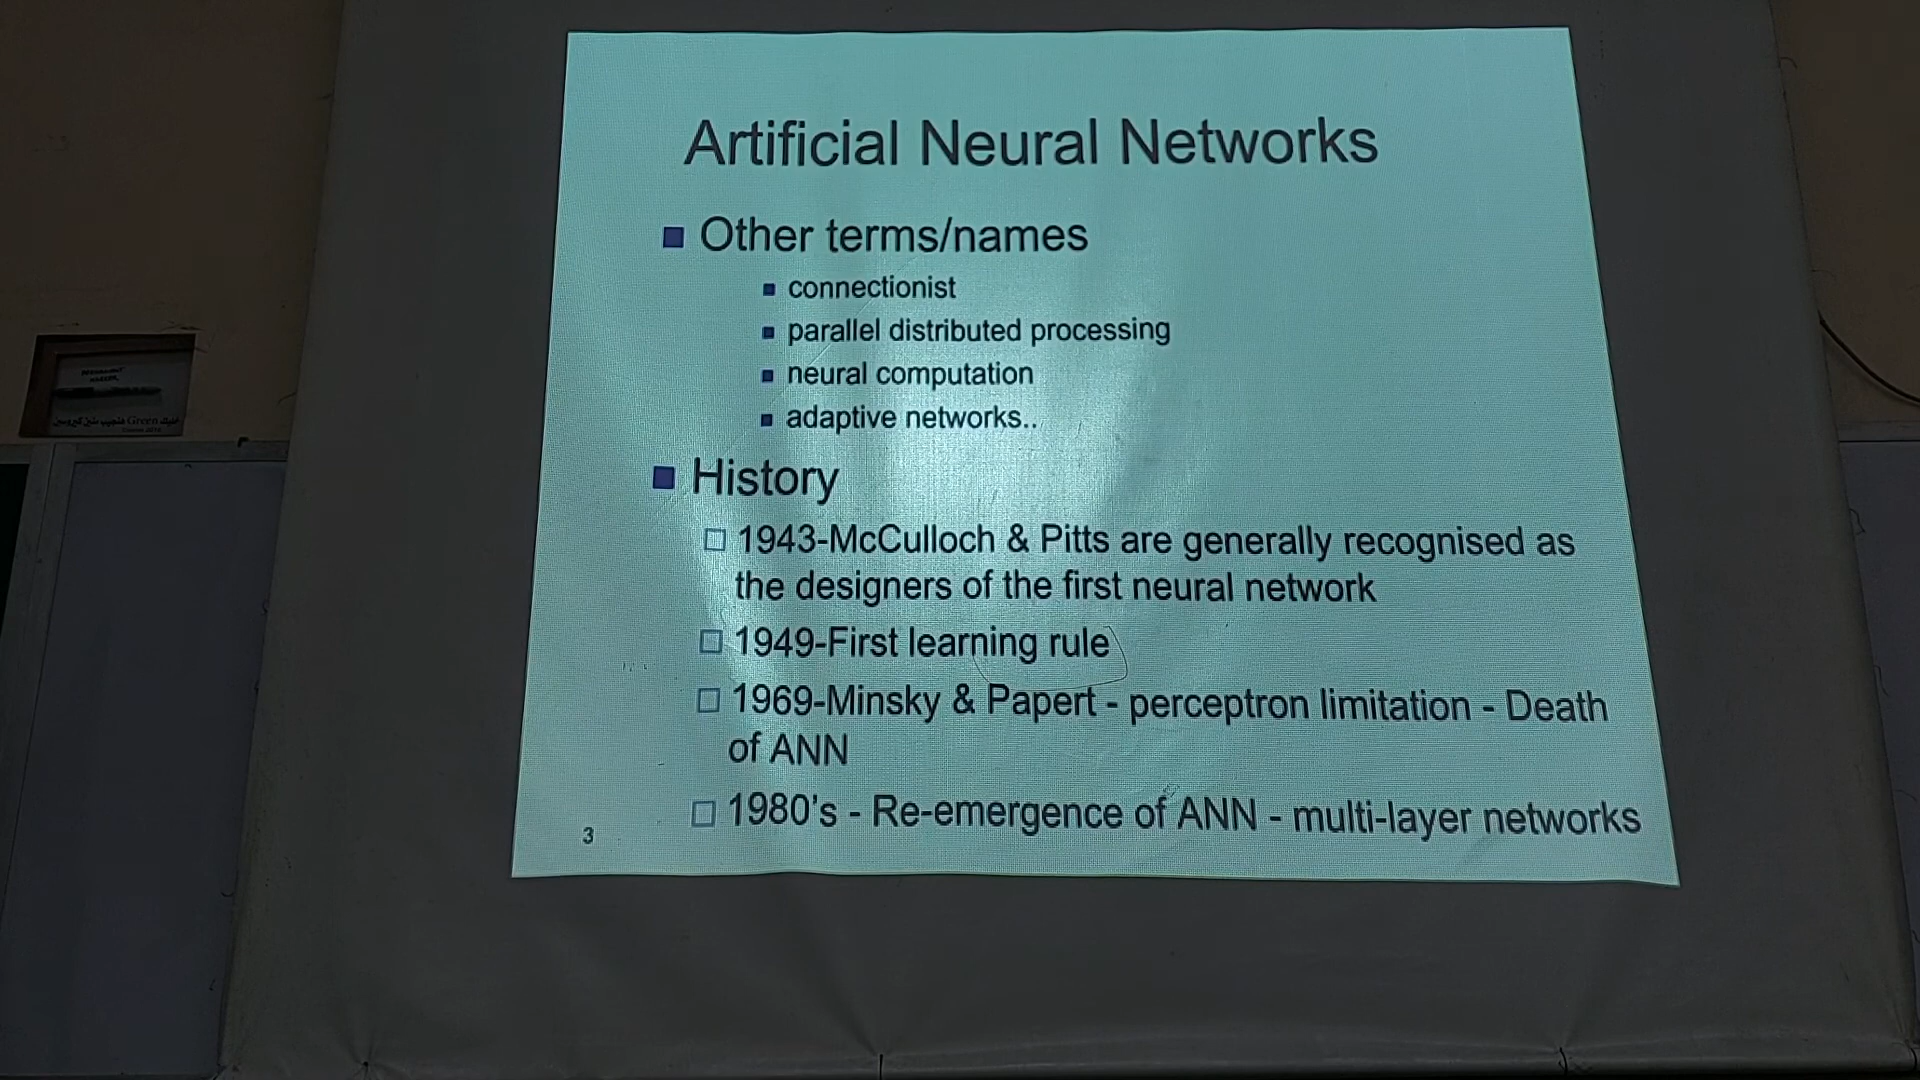 Artificial Neural Networks
Other terms/names
connectionist
parallel distributed processing
neural computation
adaptive networks..
History
1943-McCulloch & Pitts are generally recognised as
the designers of the first neural network
1949-First learning rule
1969-Minsky & Papert - perceptron limitation - Death
of ANN
1980's - Re-emergence of ANN - multi-layer networks
3
Green